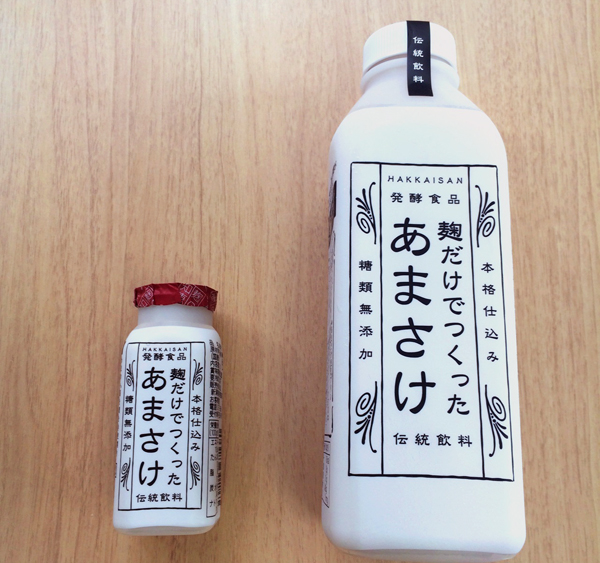 HAKKAISAN
発酵食品
本格仕込み
麹だけでつくった
あまさけ
糖類無添加
伝統飲料
伝統飲料
HAKKAISAN
発酵食品
本格仕込み
麹だけでつくった
あまさけ
糖類無添加
伝統飲料